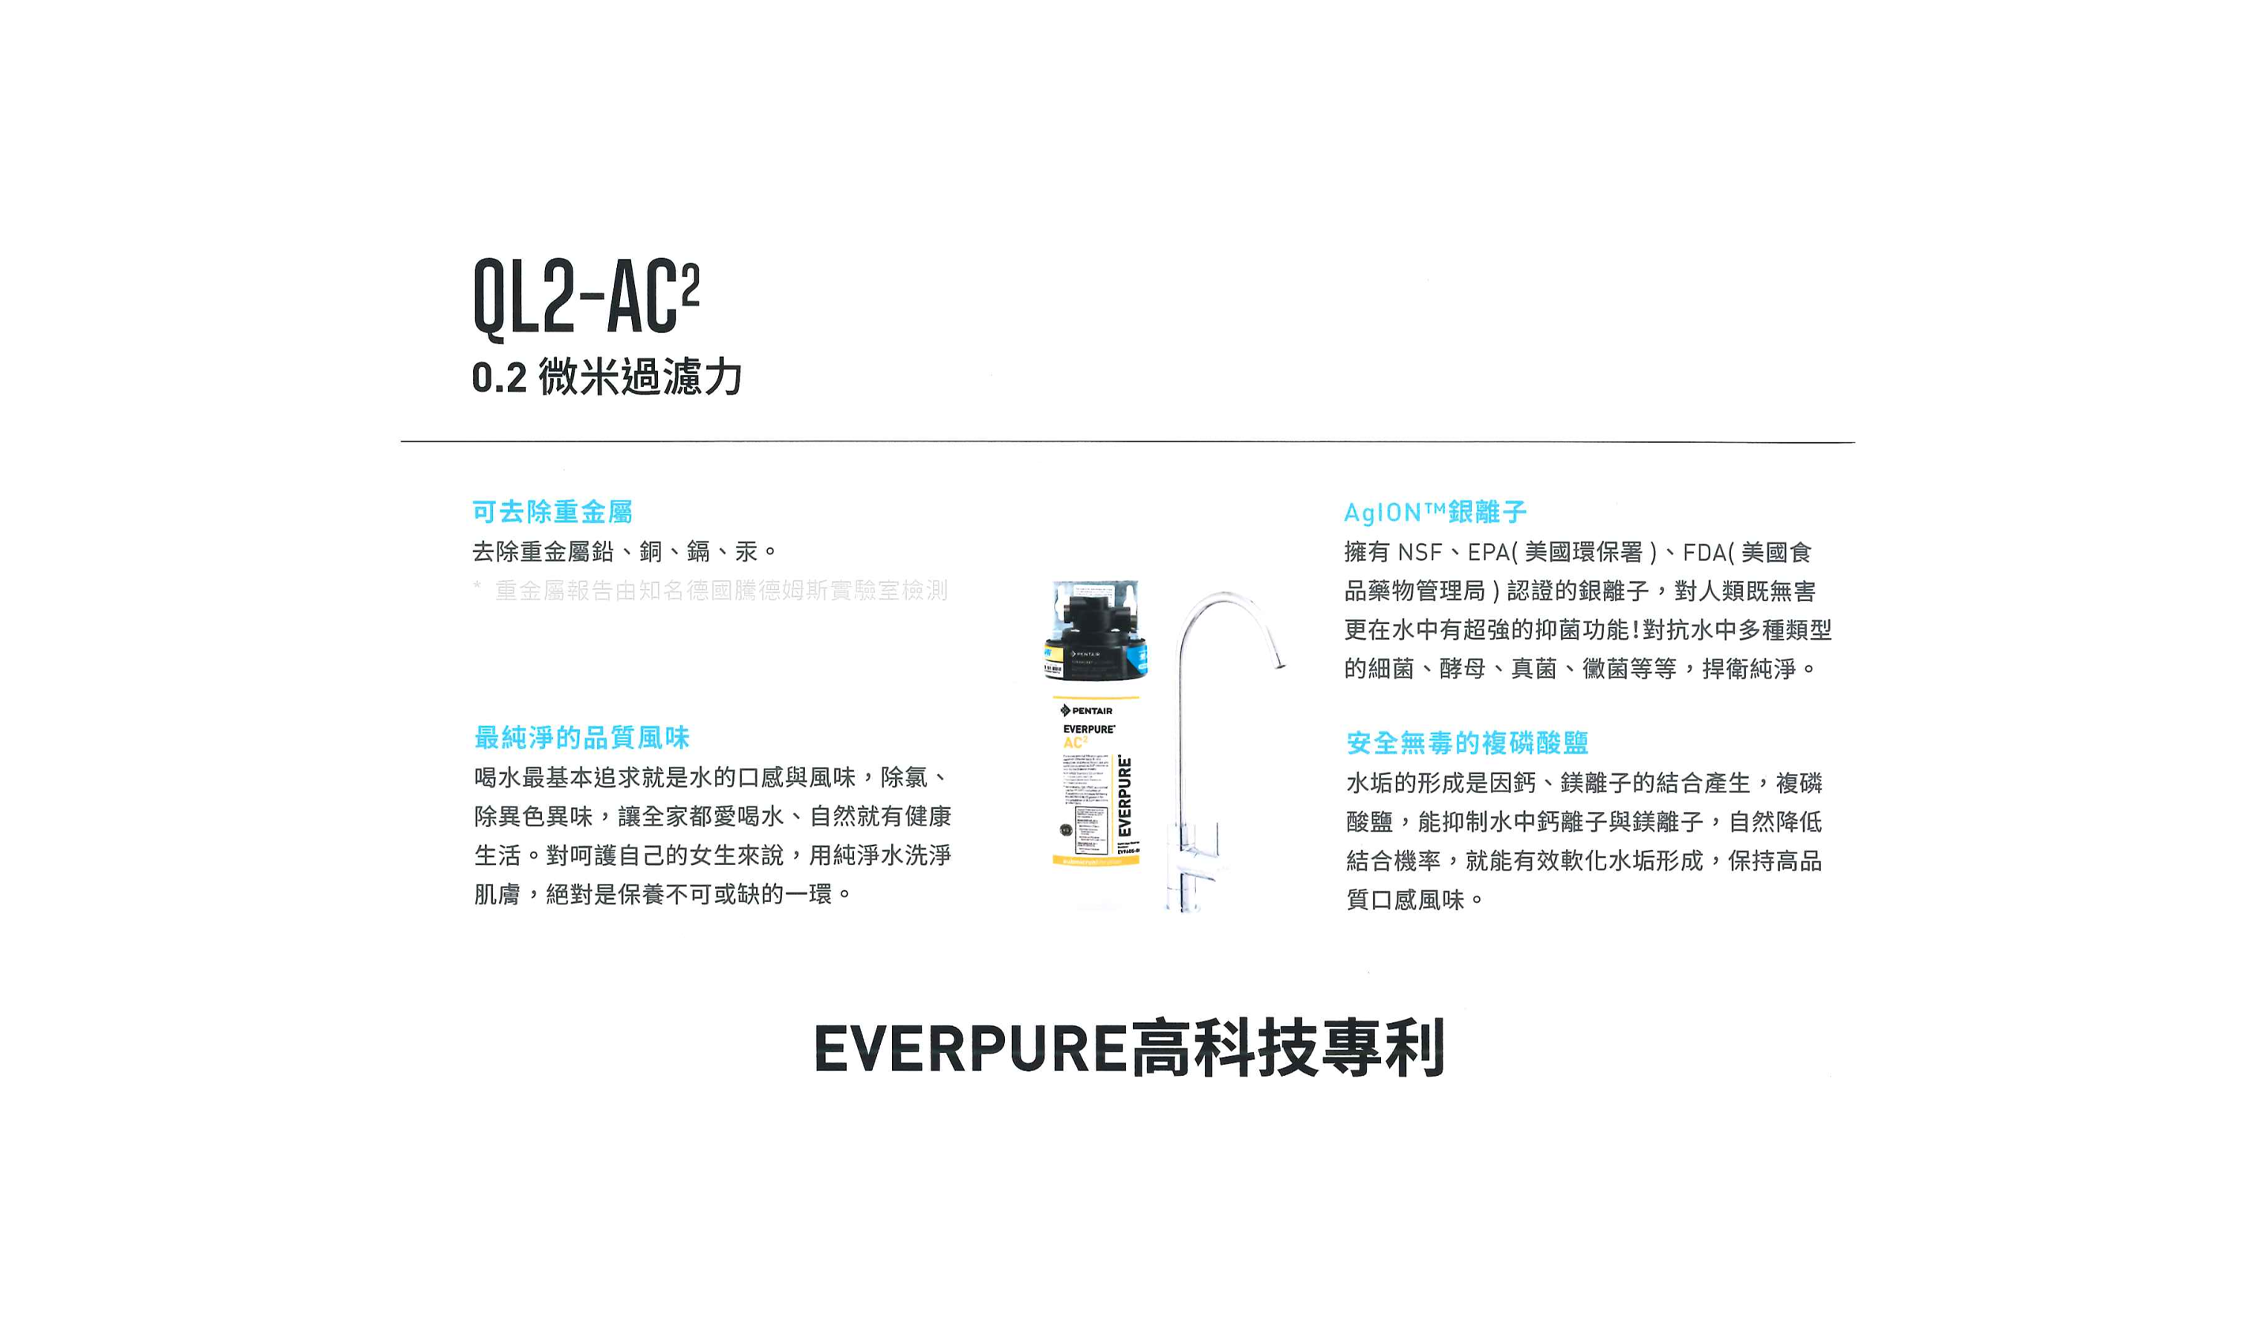 QL2-AC²
0.2 微米過濾力
可去除重金屬
去除重金屬鉛、銅、鎘、汞。
* 重金屬報告由知名德國騰德姆斯實驗室檢測
最純淨的品質風味
喝水最基本追求就是水的口感與風味，除氯、
除異色異味，讓全家都愛喝水、自然就有健康
生活。對呵護自己的女生來說，用純淨水洗淨
肌膚，絕對是保養不可或缺的一環。
PENTAIR
PENTAIR
EVERPURE®
AC²
EVERPURE®
AgION™銀離子
擁有 NSF、EPA( 美國環保署 )、FDA( 美國食
品藥物管理局 ) 認證的銀離子，對人類既無害
更在水中有超強的抑菌功能!對抗水中多種類型
的細菌、酵母、真菌、黴菌等等，捍衛純淨。
安全無毒的複磷酸鹽
水垢的形成是因鈣、鎂離子的結合產生，複磷
酸鹽，能抑制水中鈣離子與鎂離子，自然降低
結合機率，就能有效軟化水垢形成，保持高品
質口感風味。
EVERPURE高科技專利